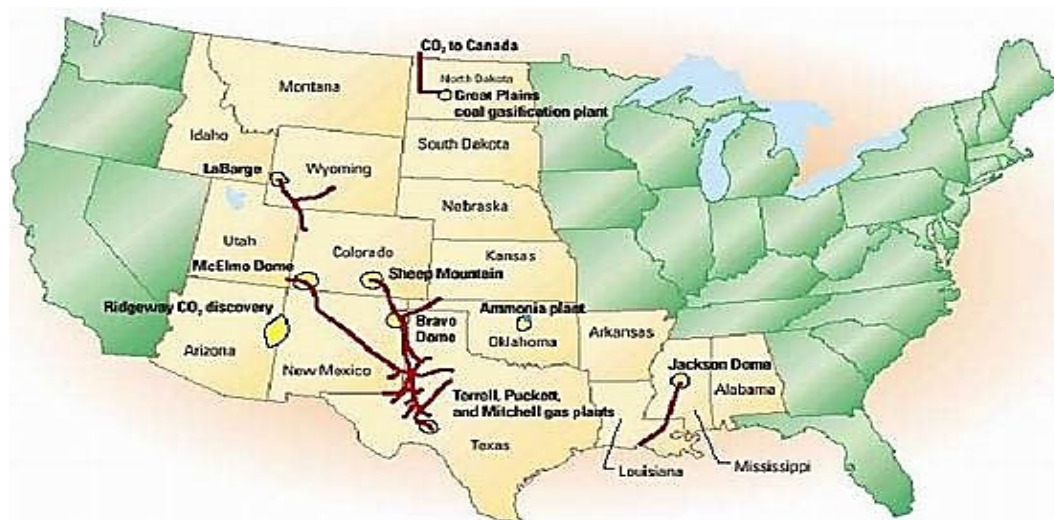 CO₂ to Canada
Montana
North Dakota
Great Plains
coal gasification plant
Idaho
South Dakota
LaBarge
Wyoming
Nebraska
Utah
Colorado
Kansas
McElmo Dome
Sheep Mountain
Ridgeway CO₂ discovery
Ammonia plant
Bravo
Dome
Oklahoma
Arkansas
Arizona
New Mexico
Jackson Dome
Alabama
Terrell, Puckett,
and Mitchell gas plants
Texas
Louisiana
Mississippi